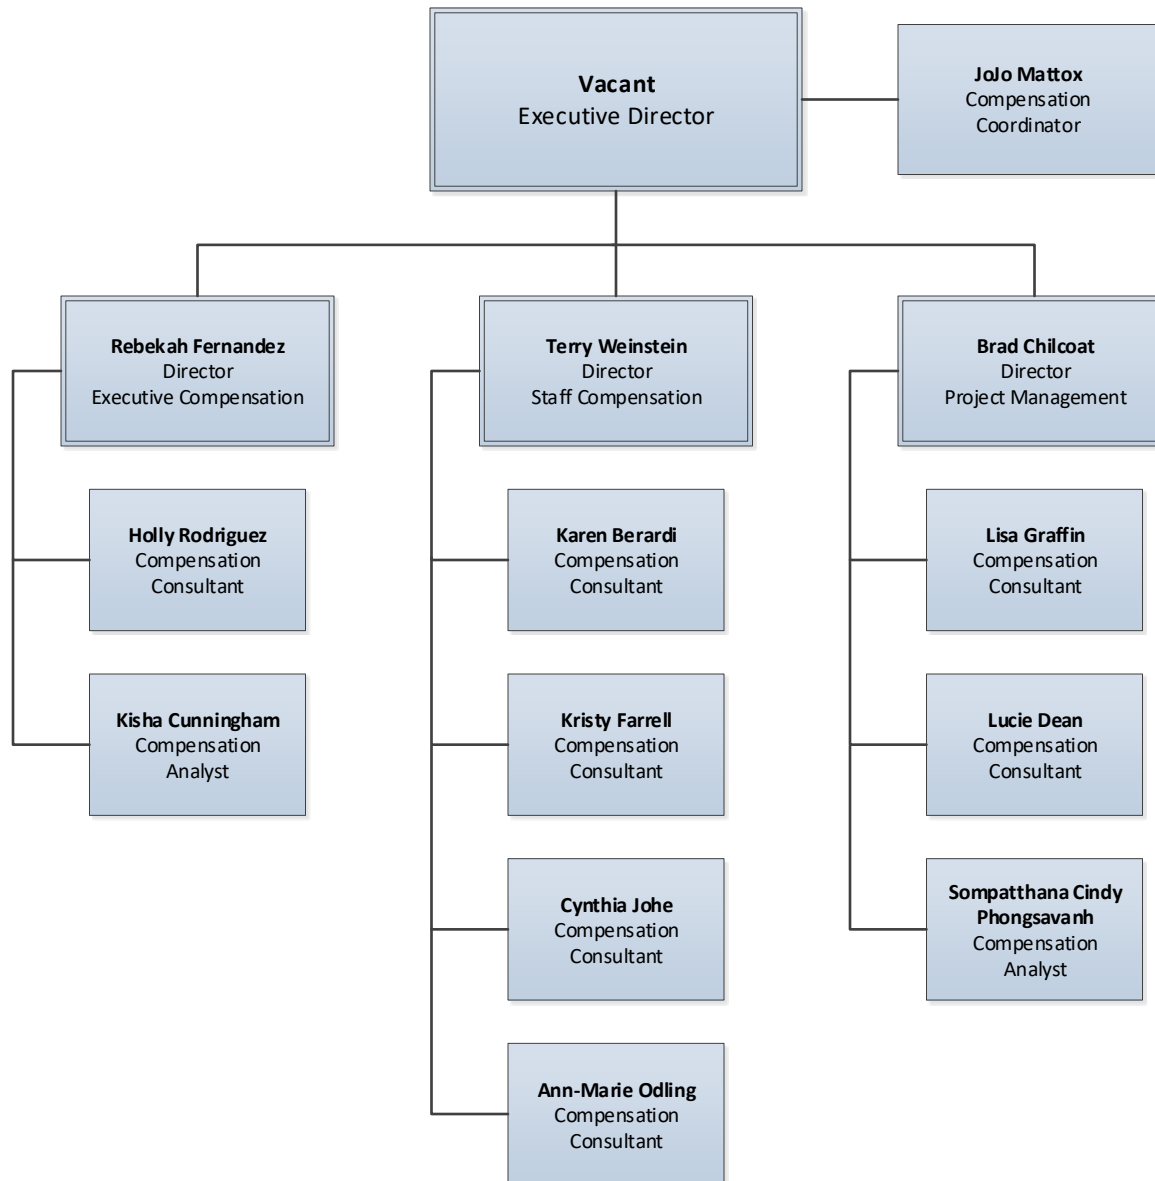 Vacant
Executive Director
JoJo Mattox
Compensation
Coordinator
Rebekah Fernandez
Director
Executive Compensation
Terry Weinstein
Director
Staff Compensation
Brad Chilcoat
Director
Project Management
Holly Rodriguez
Compensation
Consultant
Karen Berardi
Compensation
Consultant
Lisa Graffin
Compensation
Consultant
Kisha Cunningham
Compensation
Analyst
Kristy Farrell
Compensation
Consultant
Lucie Dean
Compensation
Consultant
Cynthia Johe
Compensation
Consultant
Sompatthana Cindy
Phongsavanh
Compensation
Analyst
Ann-Marie Odling
Compensation
Consultant